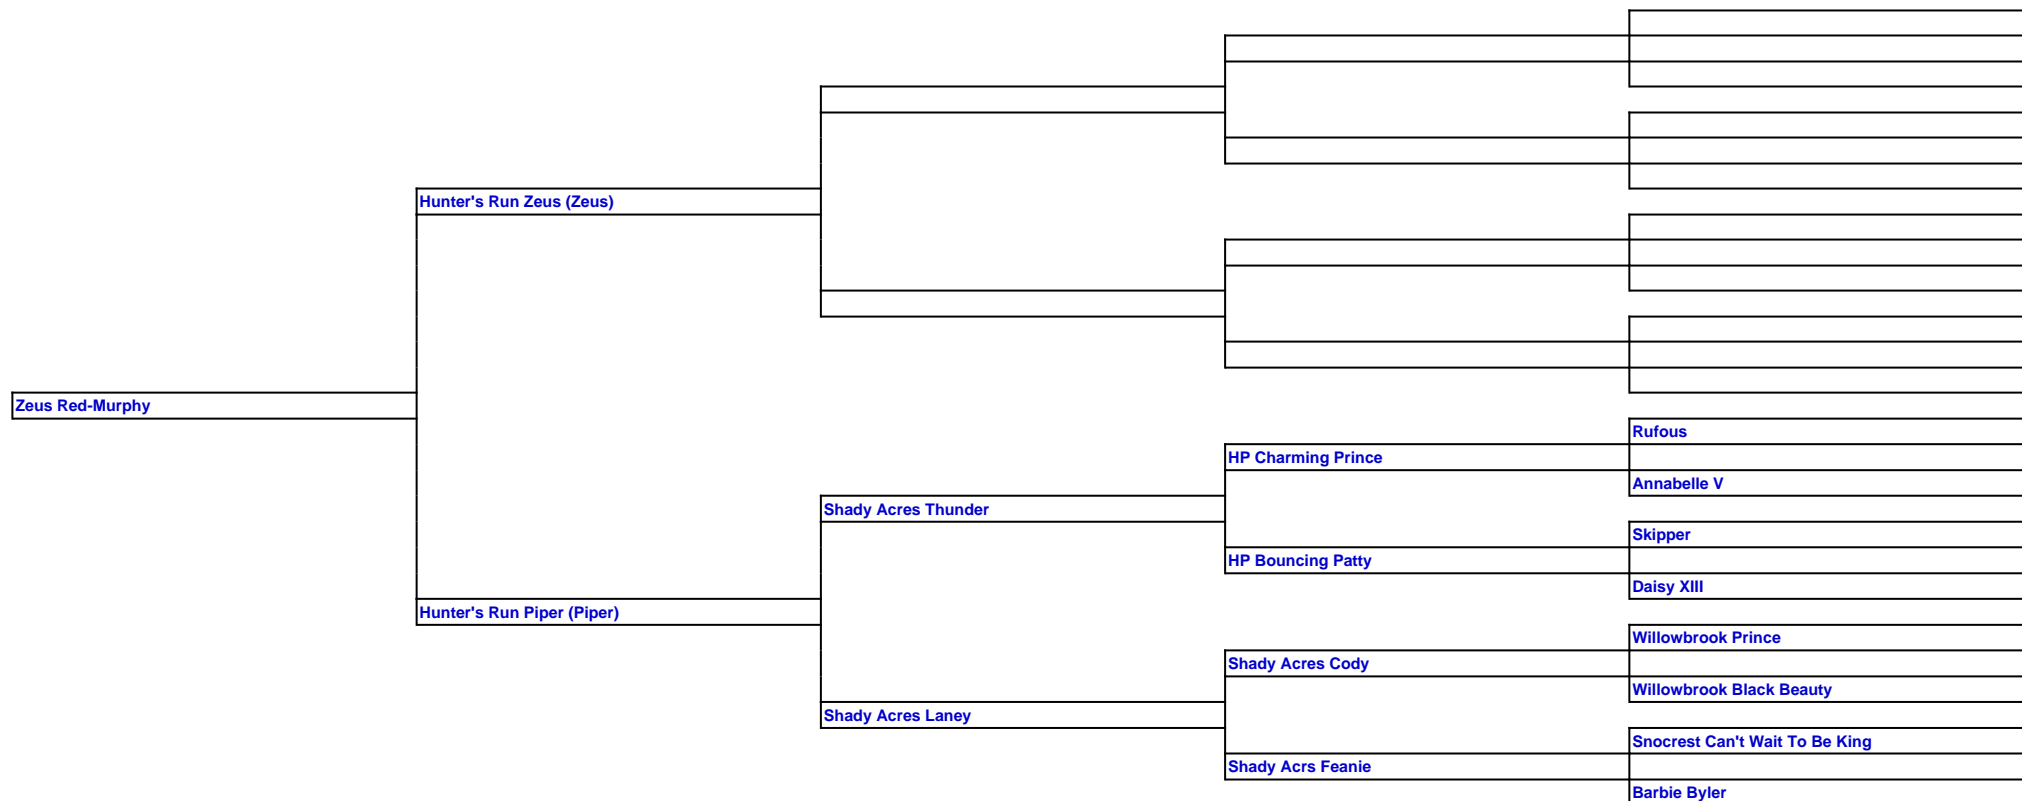 Hunter's Run Zeus (Zeus)
Zeus Red-Murphy
Rufous
HP Charming Prince
Annabelle V
Shady Acres Thunder
Skipper
HP Bouncing Patty
Daisy XIII
Hunter's Run Piper (Piper)
Willowbrook Prince
Shady Acres Cody
Willowbrook Black Beauty
Shady Acres Laney
Snocrest Can't Wait To Be King
Shady Acrs Feanie
Barbie Byler